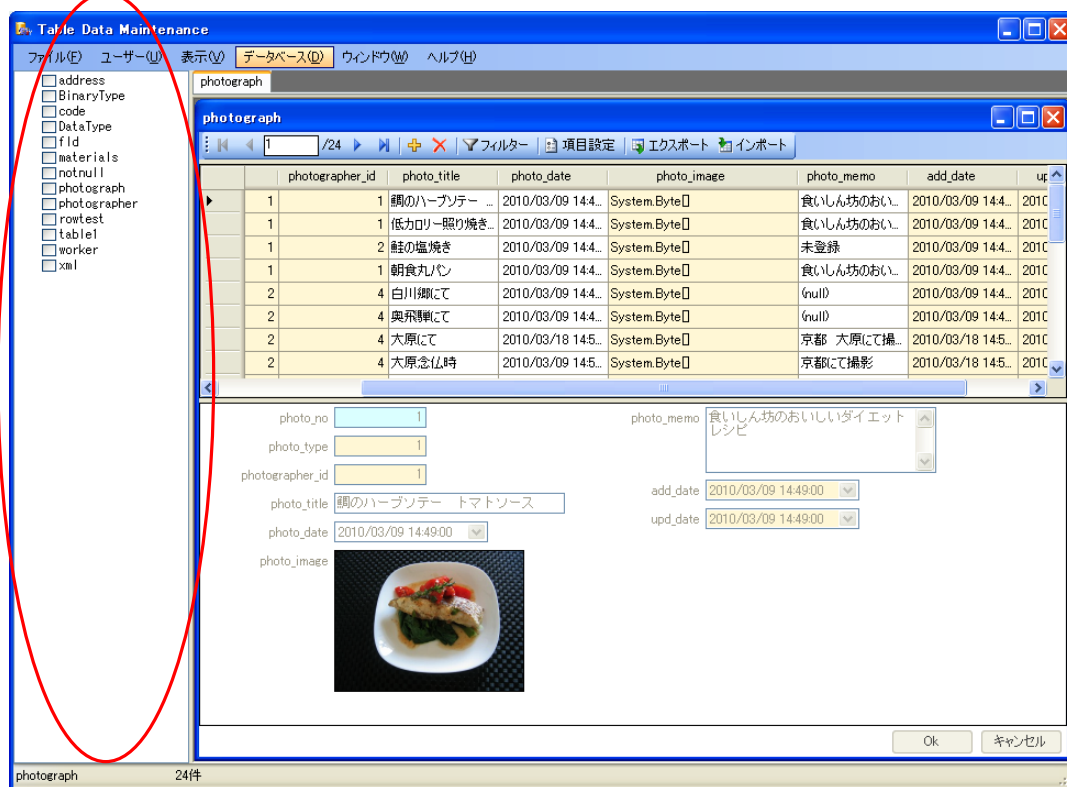 Table Data Maintenance
ファイル(F) ユーザー(U) 表示(V) データベース(D) ウィンドウ(W) ヘルプ(H)
address
BinaryType
code
DataType
fld
materials
notnull
photograph
photographer
rowtest
table1
worker
xml
photograph
photograph
1 /24 フィルター 項目設定 エクスポート インポート
photographer_id photo_title photo_date photo_image photo_memo add_date up
1 1 鯛のハーブソテー ... 2010/03/09 14:4... System.Byte[] 食いしん坊のおい... 2010/03/09 14:4... 2010
1 1 低カロリー照り焼き... 2010/03/09 14:4... System.Byte[] 食いしん坊のおい... 2010/03/09 14:4... 2010
1 2 鮭の塩焼き 2010/03/09 14:4... System.Byte[] 未登録 2010/03/09 14:4... 2010
1 1 朝食丸パン 2010/03/09 14:4... System.Byte[] 食いしん坊のおい... 2010/03/09 14:4... 2010
2 4 白川郷にて 2010/03/09 14:4... System.Byte[] (null) 2010/03/09 14:4... 2010
2 4 奥飛騨にて 2010/03/09 14:4... System.Byte[] (null) 2010/03/09 14:4... 2010
2 4 大原にて 2010/03/18 14:5... System.Byte[] 京都 大原にて撮... 2010/03/18 14:5... 2010
2 4 大原念仏時 2010/03/09 14:5... System.Byte[] 京都にて撮影 2010/03/18 14:5... 2010
photo_no 1
photo_type 1
photographer_id 1
photo_title 鯛のハーブソテー トマトソース
photo_date 2010/03/09 14:49:00
photo_image
photo_memo 食いしん坊のおいしいダイエット
レシピ
add_date 2010/03/09 14:49:00
upd_date 2010/03/09 14:49:00
Ok キャンセル
photograph 24件